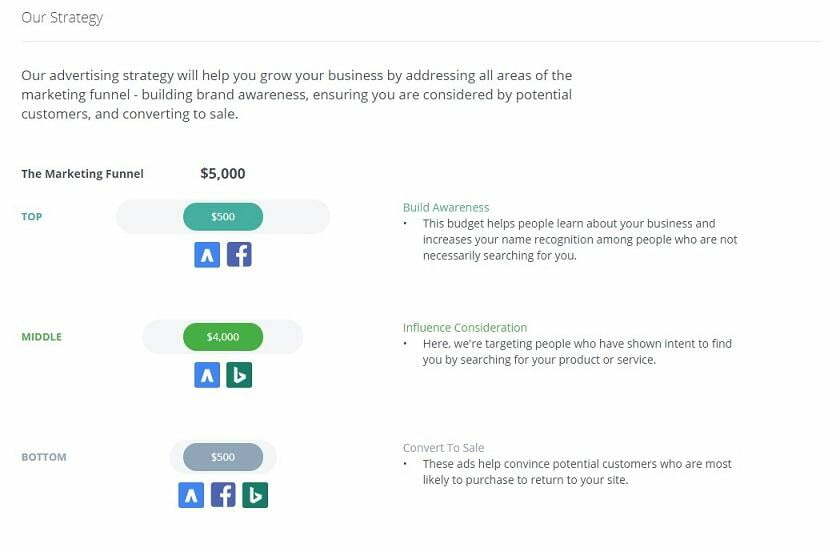 Our Strategy
Our advertising strategy will help you grow your business by addressing all areas of the
marketing funnel - building brand awareness, ensuring you are considered by potential
customers, and converting to sale.
The Marketing Funnel $5,000
TOP $500
Build Awareness
• This budget helps people learn about your business and
increases your name recognition among people who are not
necessarily searching for you.
MIDDLE $4,000
Influence Consideration
• Here, we're targeting people who have shown intent to find
you by searching for your product or service.
BOTTOM $500
Convert To Sale
• These ads help convince potential customers who are most
likely to purchase to return to your site.